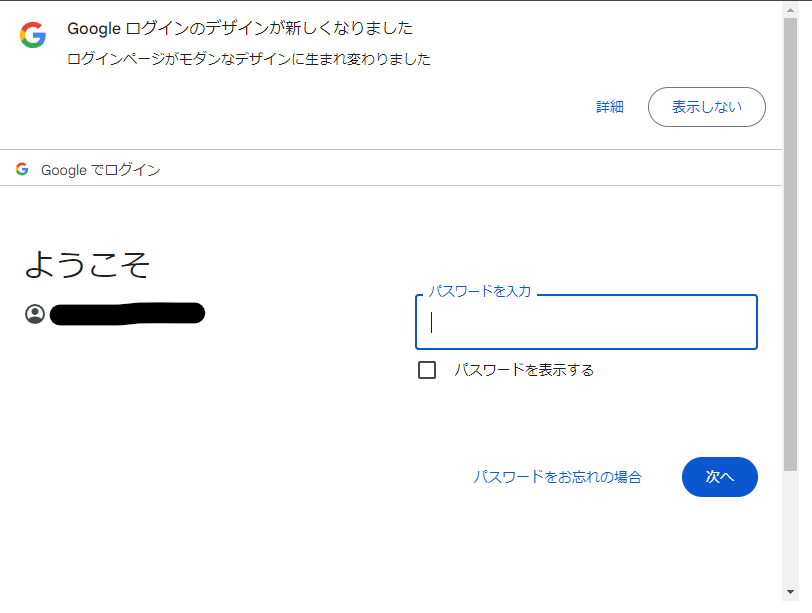 Google ログインのデザインが新しくなりました
ログインページがモダンなデザインに生まれ変わりました
詳細
表示しない
Google でログイン
ようこそ
パスワードを入力
パスワードを表示する
パスワードをお忘れの場合
次へ